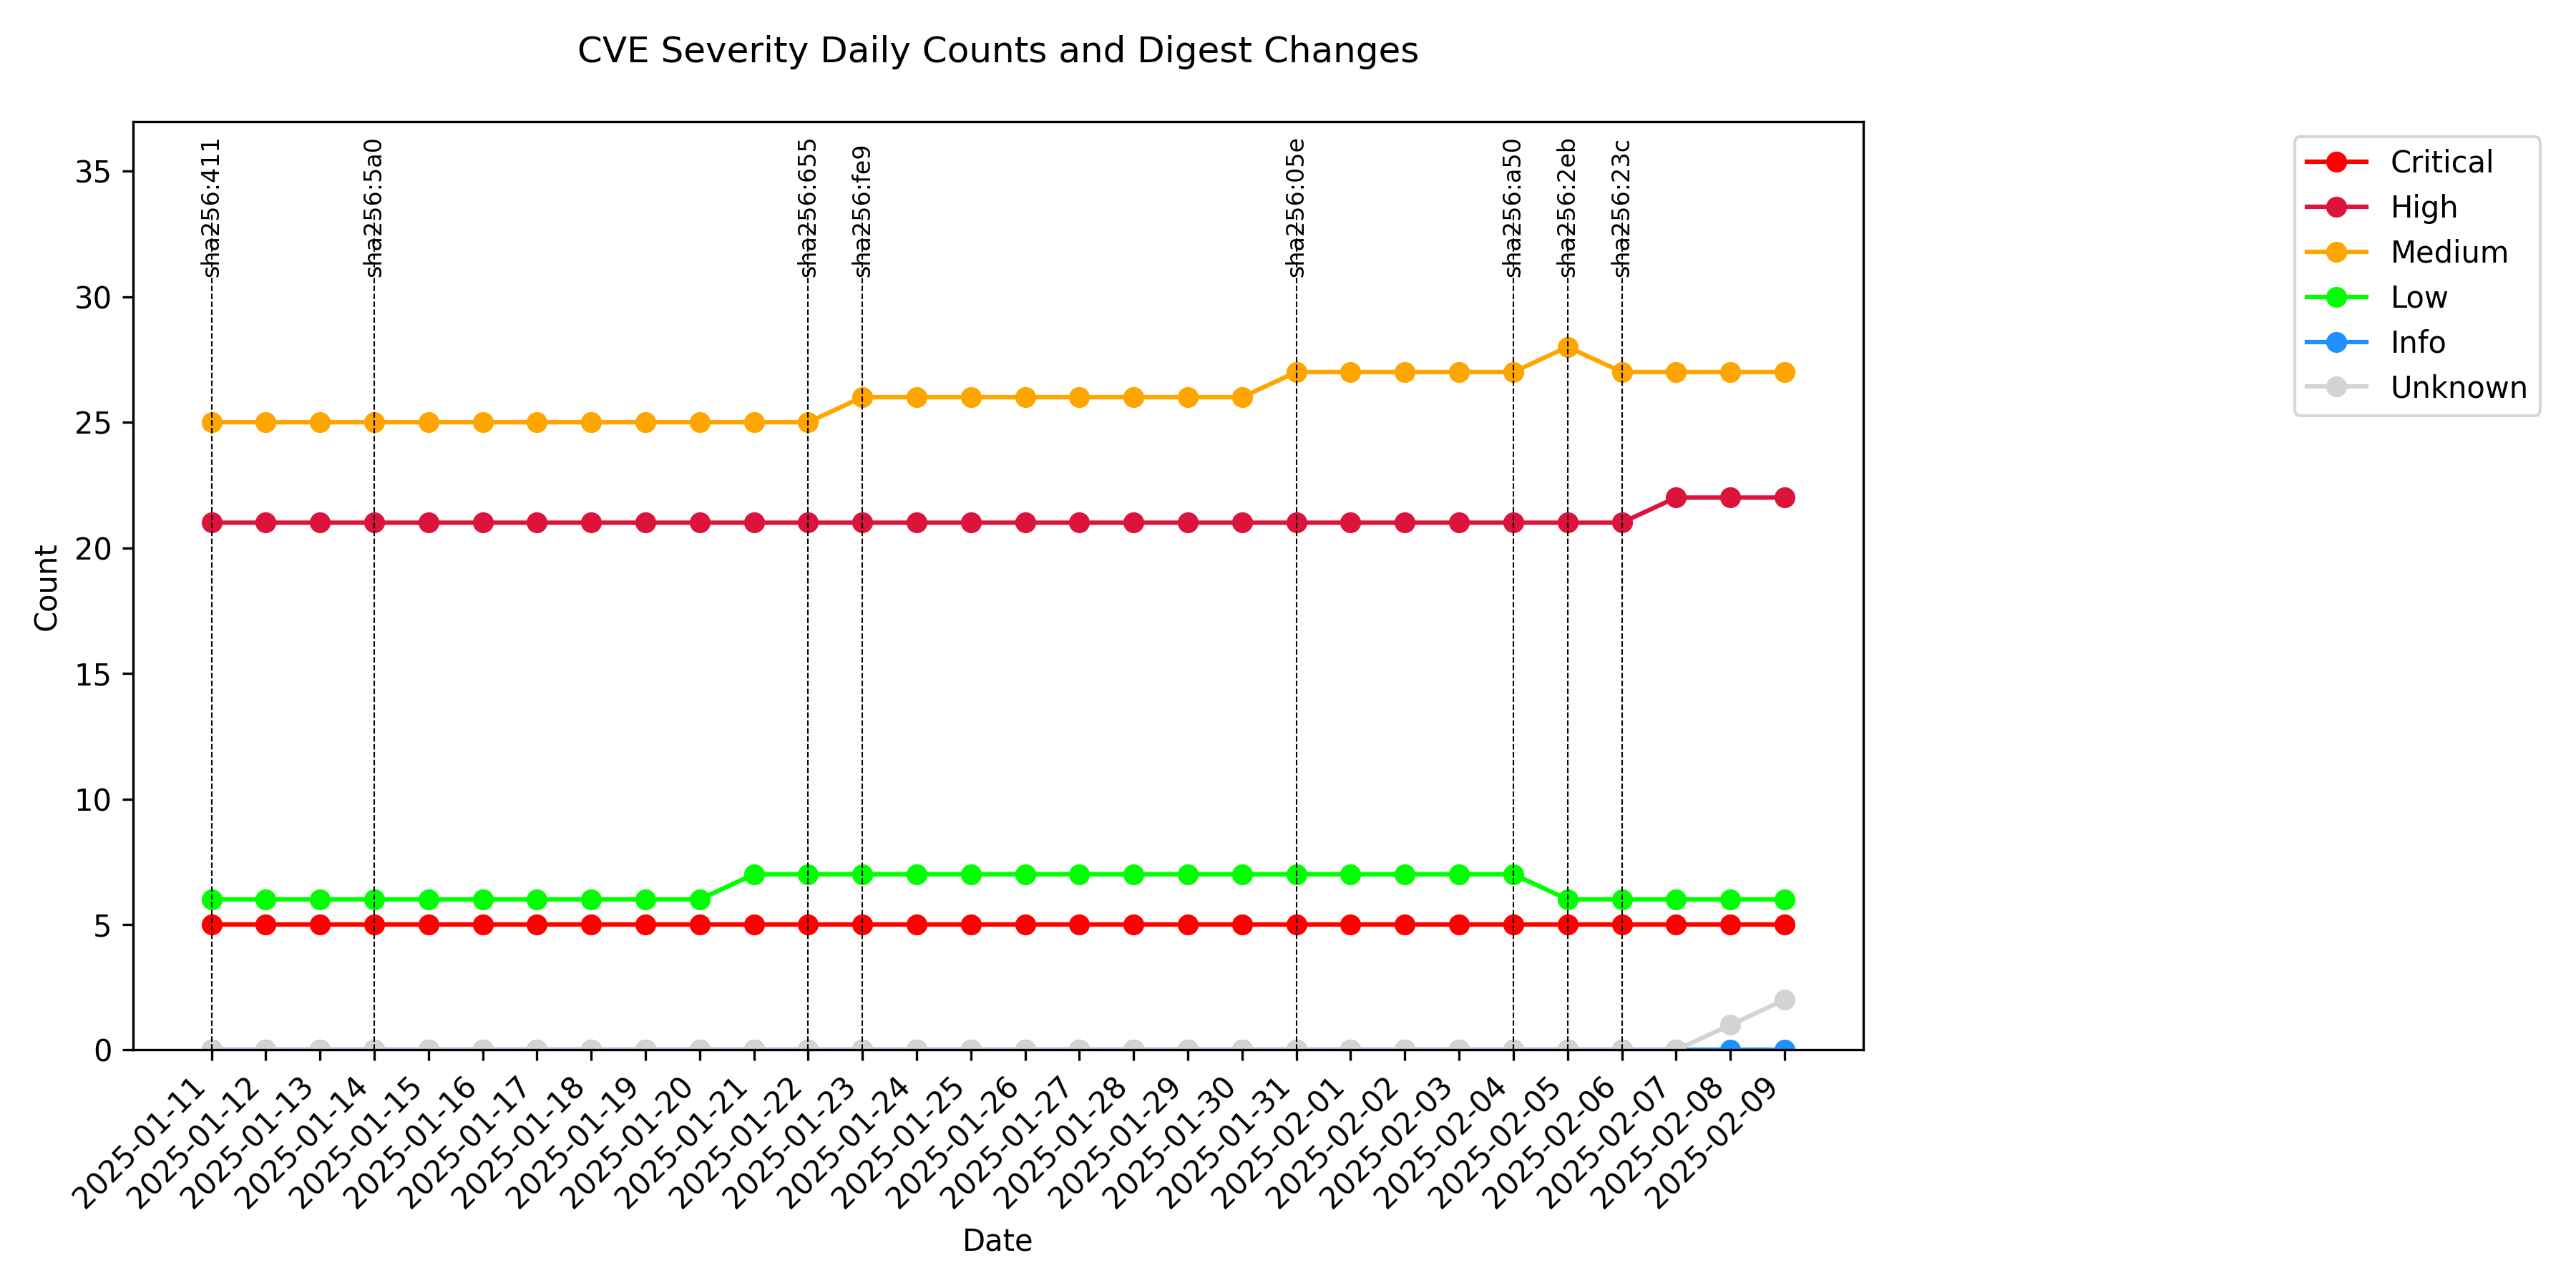 CVE Severity Daily Counts and Digest Changes
sha256:411
sha256:5a0
sha256:655
sha256:fe9
sha256:05e
sha256:a50
sha256:2eb
sha256:23c
Critical
High
Medium
Low
Info
Unknown
Count
35
30
25
20
15
10
5
0
2025-01-11
2025-01-12
2025-01-13
2025-01-14
2025-01-15
2025-01-16
2025-01-17
2025-01-18
2025-01-19
2025-01-20
2025-01-21
2025-01-22
2025-01-23
2025-01-24
2025-01-25
2025-01-26
2025-01-27
2025-01-28
2025-01-29
2025-01-30
2025-01-31
2025-02-01
2025-02-02
2025-02-03
2025-02-04
2025-02-05
2025-02-06
2025-02-07
2025-02-08
2025-02-09
Date